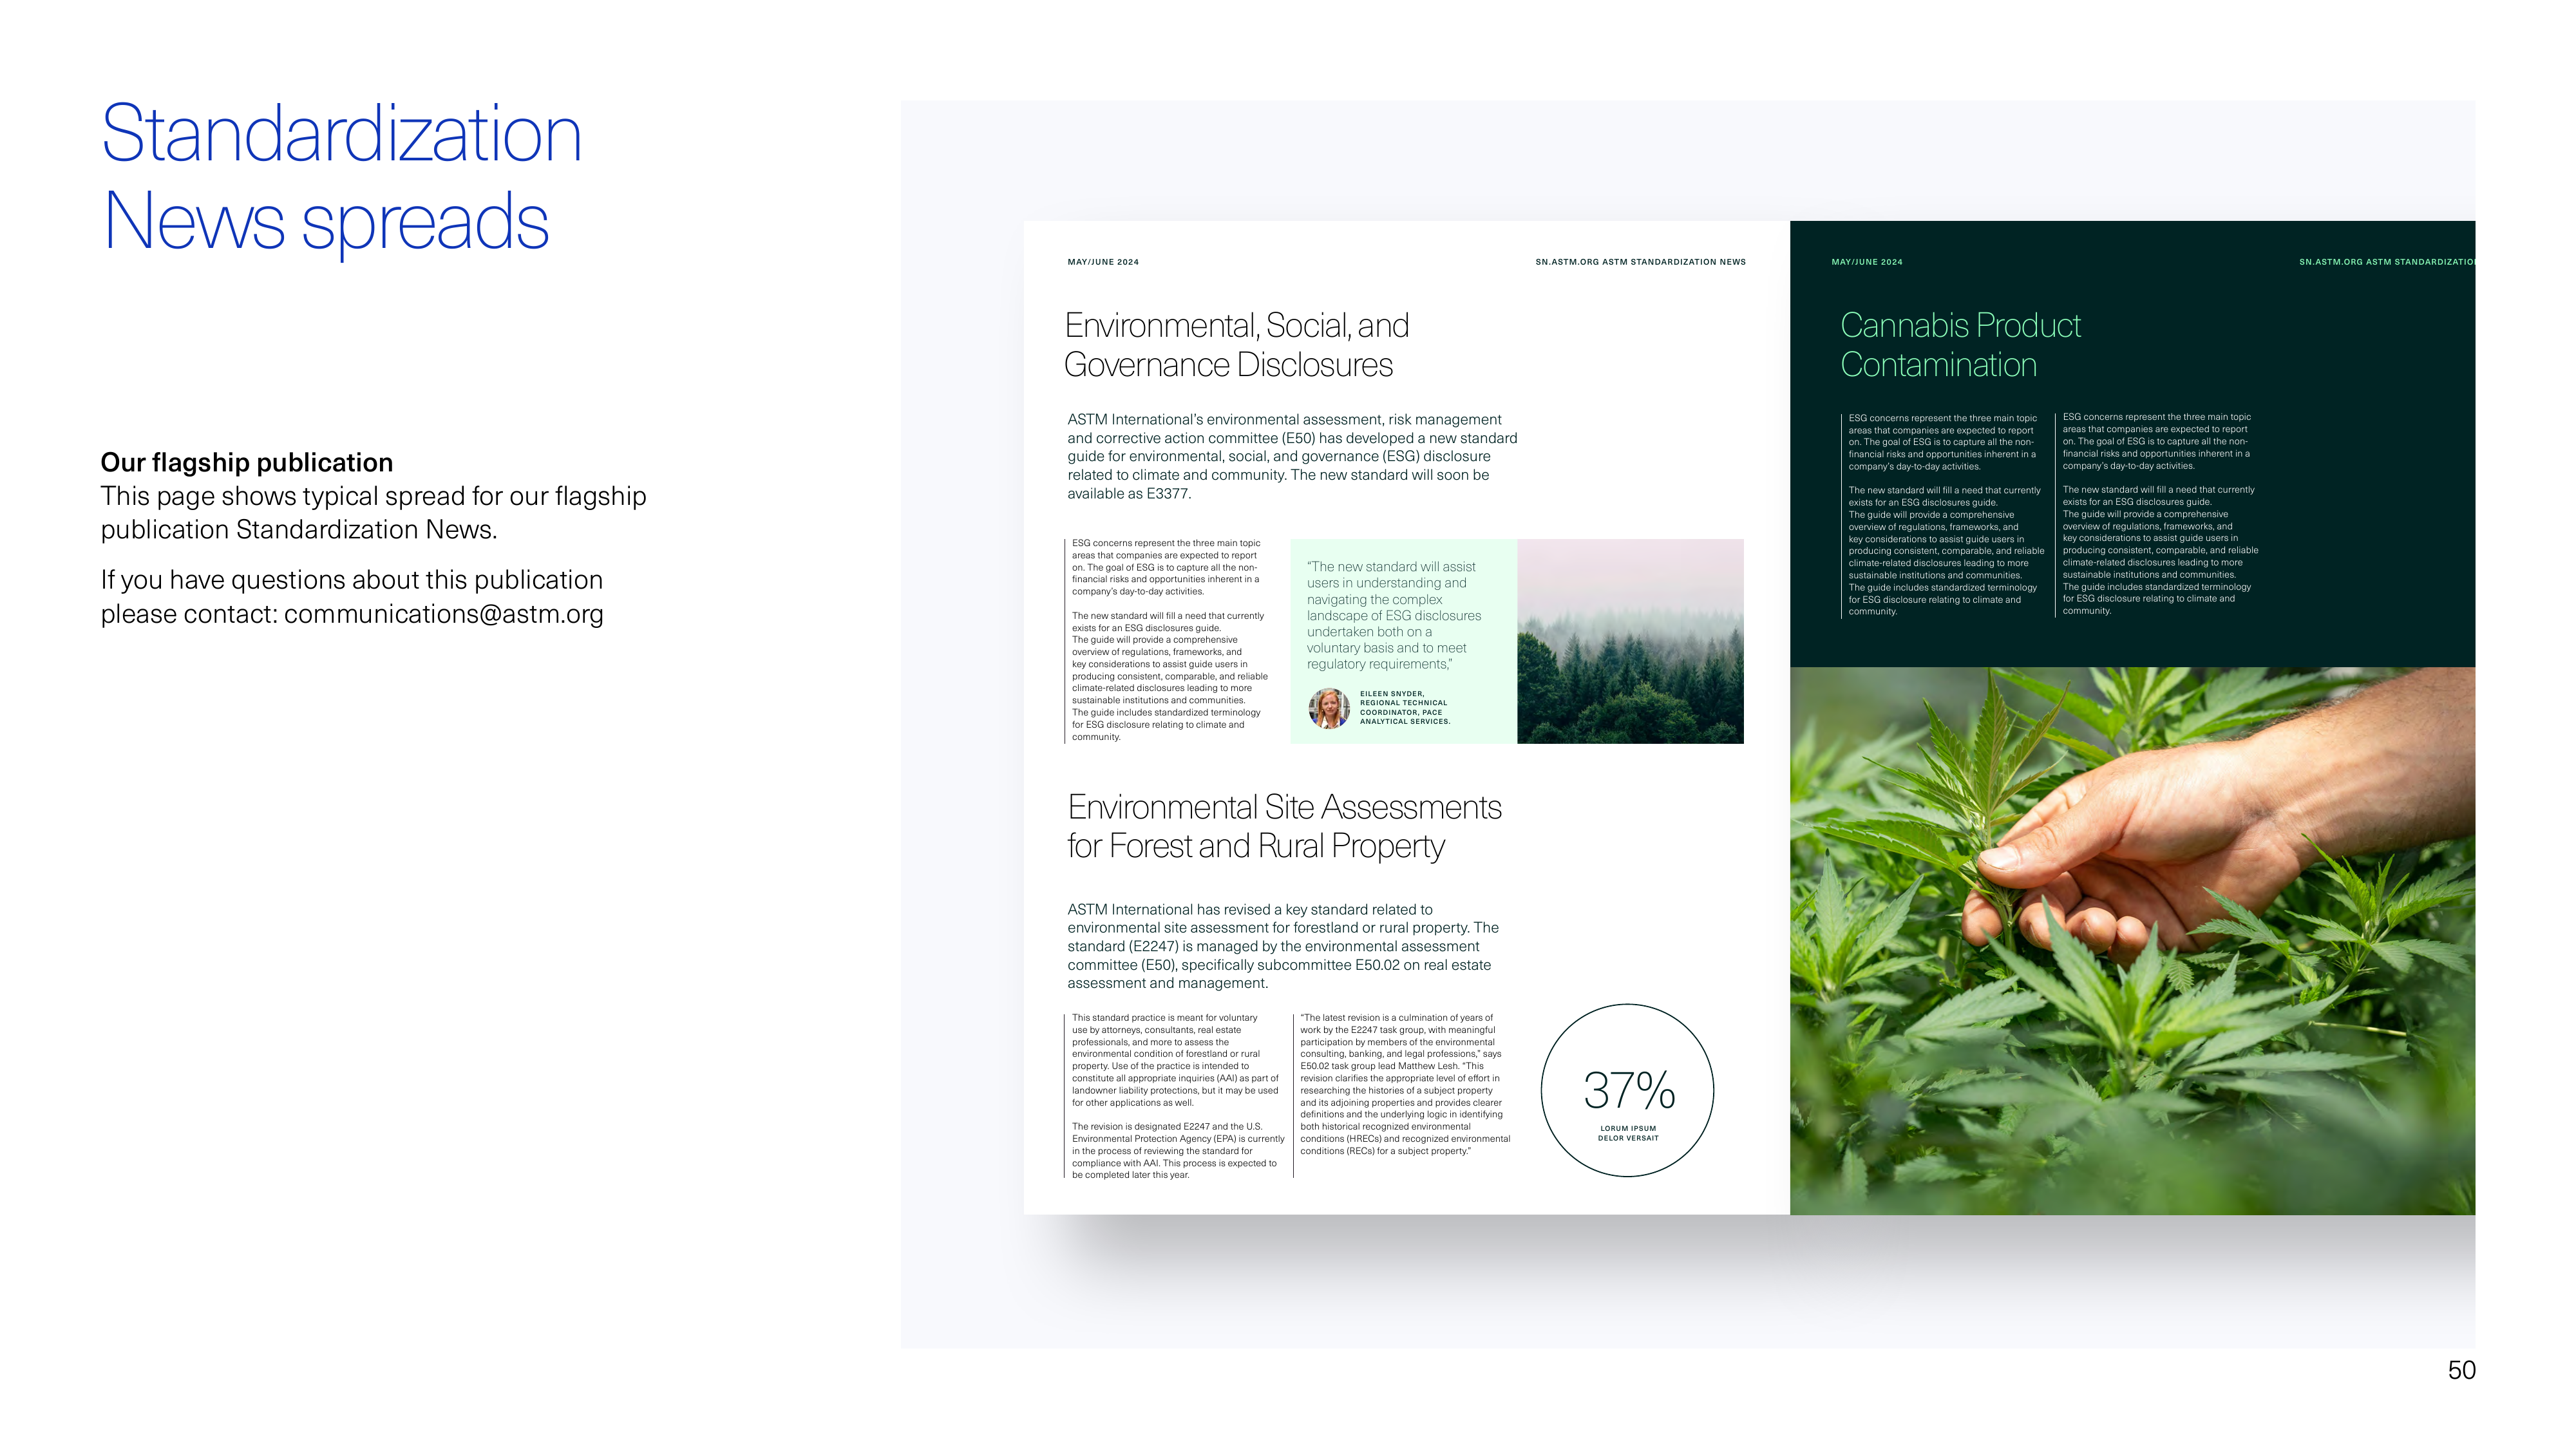 Standardization
News spreads
Our flagship publication
This page shows typical spread for our flagship
publication Standardization News.
If you have questions about this publication
please contact: communications@astm.org
MAY/JUNE 2024
SN.ASTM.ORG ASTM STANDARDIZATION NEWS
Environmental, Social, and
Governance Disclosures
ASTM International’s environmental assessment, risk management
and corrective action committee (E50) has developed a new standard
guide for environmental, social, and governance (ESG) disclosure
related to climate and community. The new standard will soon be
available as E3377.
ESG concerns represent the three main topic
areas that companies are expected to report
on. The goal of ESG is to capture all the non-
financial risks and opportunities inherent in a
company’s day-to-day activities.
The new standard will fill a need that currently
exists for an ESG disclosures guide.
The guide will provide a comprehensive
overview of regulations, frameworks, and
key considerations to assist guide users in
producing consistent, comparable, and reliable
climate-related disclosures leading to more
sustainable institutions and communities.
The guide includes standardized terminology
for ESG disclosure relating to climate and
community.
“The new standard will assist
users in understanding and
navigating the complex
landscape of ESG disclosures
undertaken both on a
voluntary basis and to meet
regulatory requirements,”
EILEEN SNYDER,
REGIONAL TECHNICAL
COORDINATOR, PACE
ANALYTICAL SERVICES.
Environmental Site Assessments
for Forest and Rural Property
ASTM International has revised a key standard related to
environmental site assessment for forestland or rural property. The
standard (E2247) is managed by the environmental assessment
committee (E50), specifically subcommittee E50.02 on real estate
assessment and management.
This standard practice is meant for voluntary
use by attorneys, consultants, real estate
professionals, and more to assess the
environmental condition of forestland or rural
property. Use of the practice is intended to
constitute all appropriate inquiries (AAI) as part of
landowner liability protections, but it may be used
for other applications as well.
The revision is designated E2247 and the U.S.
Environmental Protection Agency (EPA) is currently
in the process of reviewing the standard for
compliance with AAI. This process is expected to
be completed later this year.
“The latest revision is a culmination of years of
work by the E2247 task group, with meaningful
participation by members of the environmental
consulting, banking, and legal professions,” says
E50.02 task group lead Matthew Lesh. “This
revision clarifies the appropriate level of effort in
researching the histories of a subject property
and its adjoining properties and provides clearer
definitions and the underlying logic in identifying
both historical recognized environmental
conditions (HRECs) and recognized environmental
conditions (RECs) for a subject property.”
37%
LORUM IPSUM
DELOR VERSAIT
MAY/JUNE 2024
SN.ASTM.ORG ASTM STANDARDIZATIO
Cannabis Product
Contamination
ESG concerns represent the three main topic
areas that companies are expected to report
on. The goal of ESG is to capture all the non-
financial risks and opportunities inherent in a
company’s day-to-day activities.
The new standard will fill a need that currently
exists for an ESG disclosures guide.
The guide will provide a comprehensive
overview of regulations, frameworks, and
key considerations to assist guide users in
producing consistent, comparable, and reliable
climate-related disclosures leading to more
sustainable institutions and communities.
The guide includes standardized terminology
for ESG disclosure relating to climate and
community.
ESG concerns represent the three main topic
areas that companies are expected to report
on. The goal of ESG is to capture all the non-
financial risks and opportunities inherent in a
company’s day-to-day activities.
The new standard will fill a need that currently
exists for an ESG disclosures guide.
The guide will provide a comprehensive
overview of regulations, frameworks, and
key considerations to assist guide users in
producing consistent, comparable, and reliable
climate-related disclosures leading to more
sustainable institutions and communities.
The guide includes standardized terminology
for ESG disclosure relating to climate and
community.
50